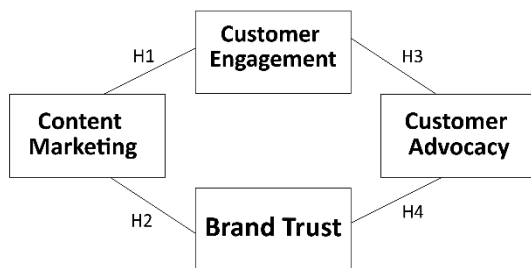 Customer
Engagement
H1
H3
Content
Marketing
Customer
Advocacy
H2
H4
Brand Trust